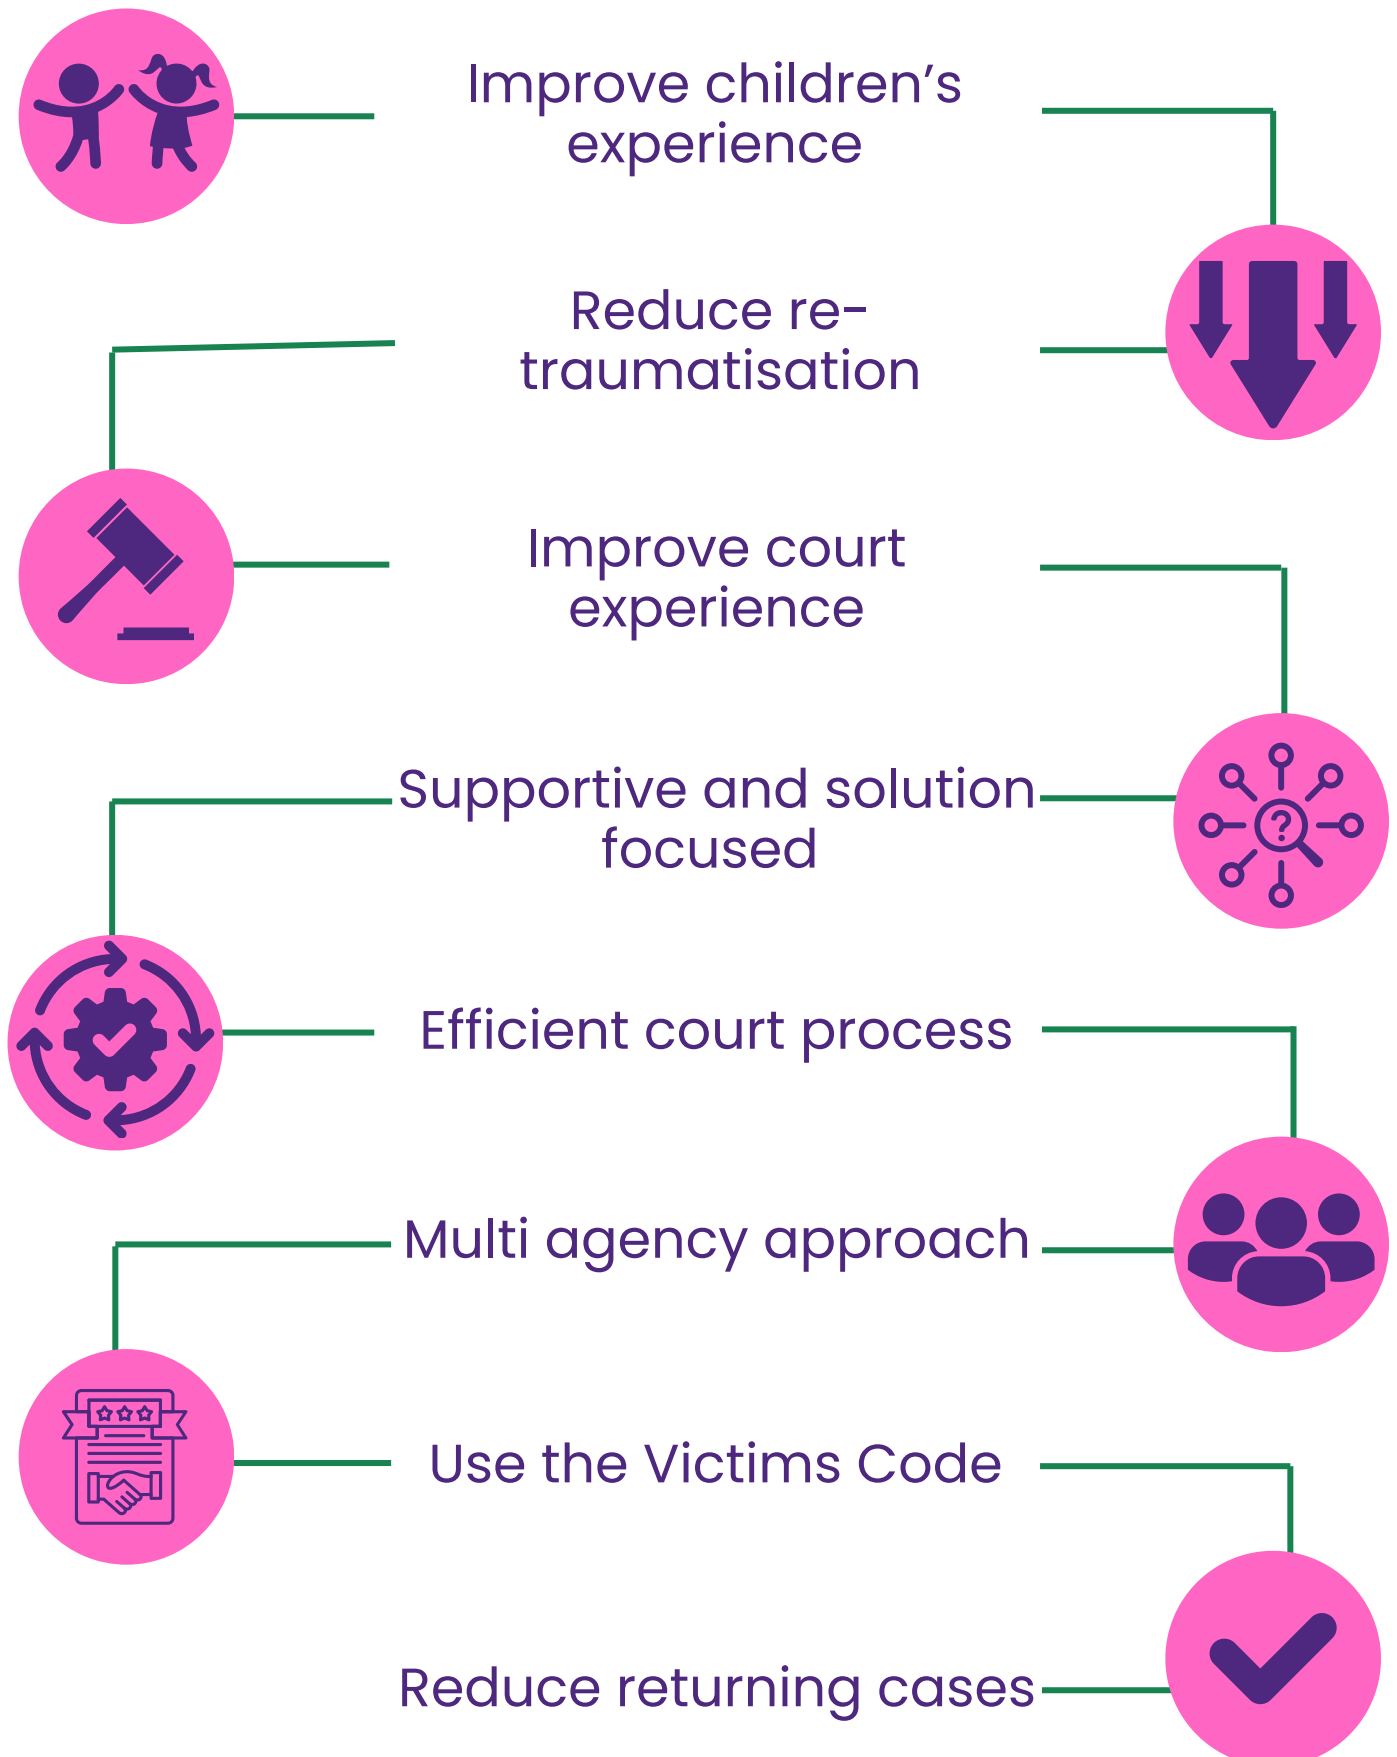 Improve children’s
experience
Reduce re-
traumatisation
Improve court
experience
Supportive and solution
focused
?
Efficient court process
Multi agency approach
Use the Victims Code
Reduce returning cases